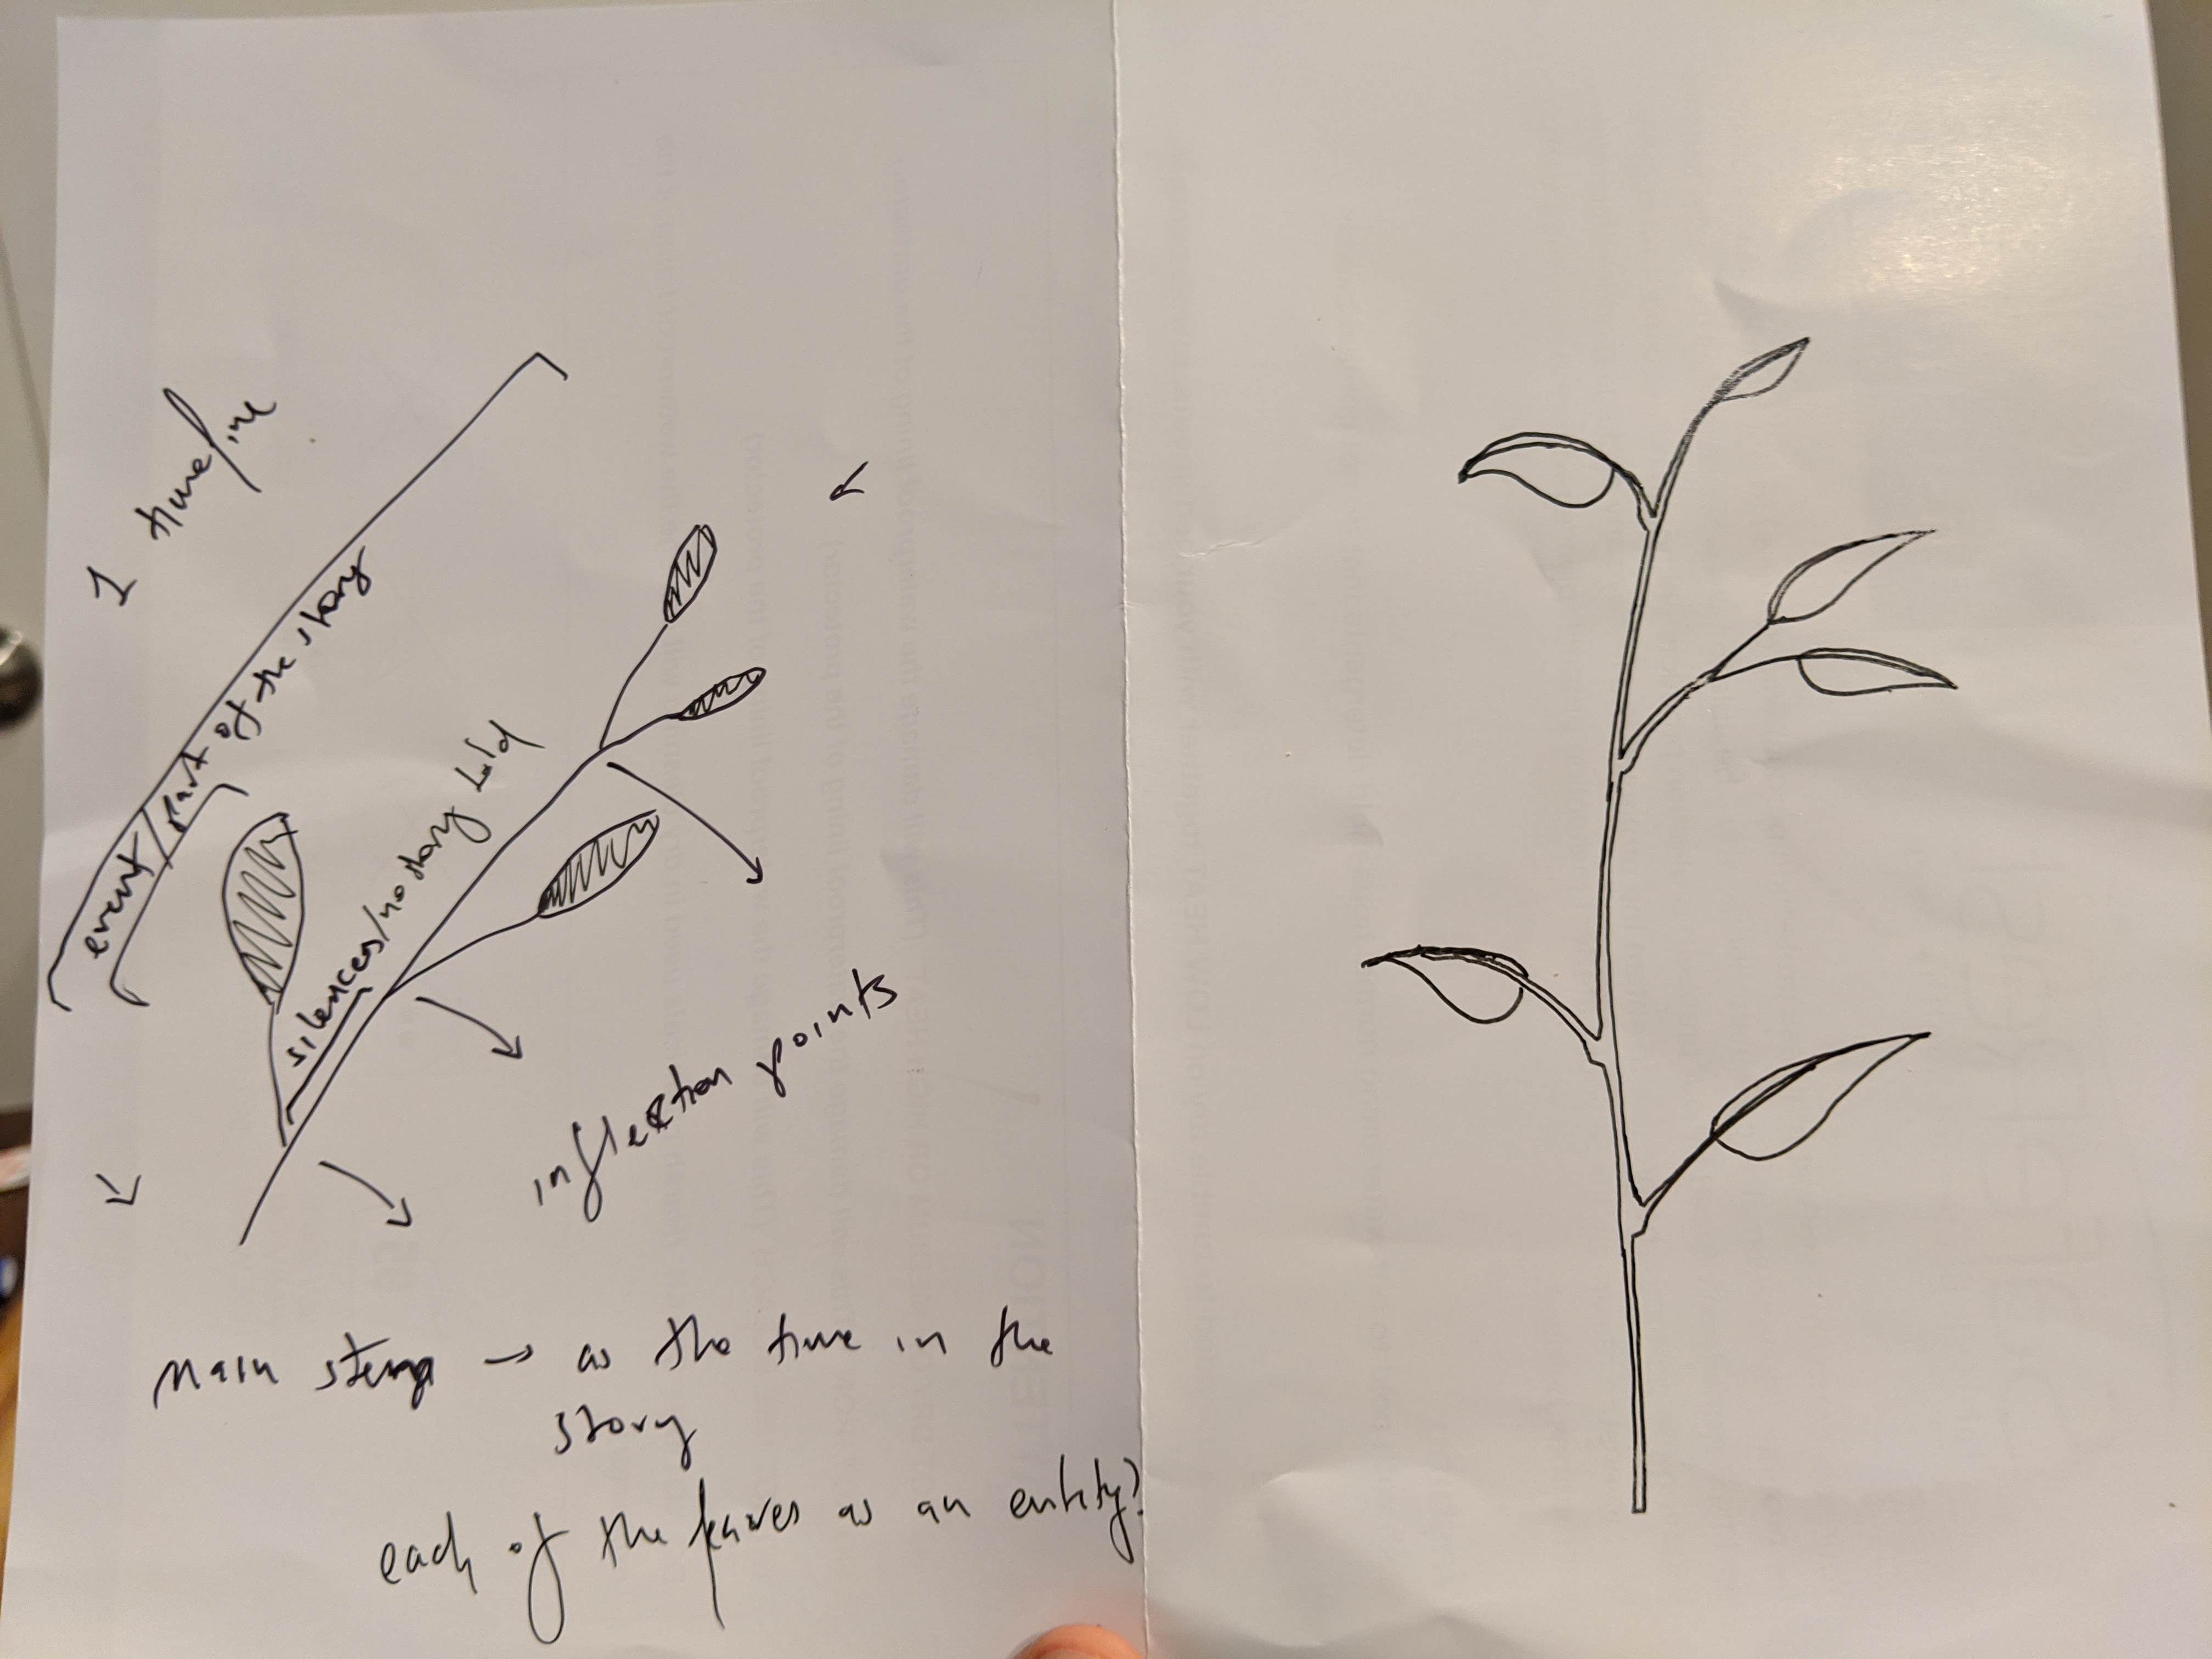 1 timeline
event/part of the story
silences/no story told
inflection points
main stem → as the time in the
story
each of the leaves as an entity?